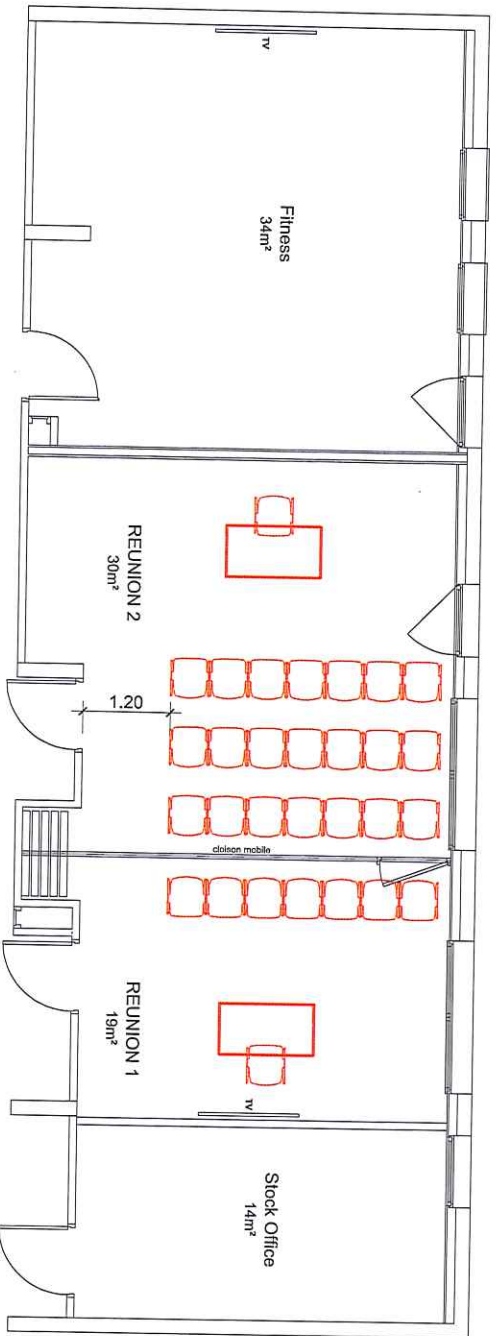 TV
Fitness
34m²
REUNION 2
30m²
1.20
cloison mobile
REUNION 1
19m²
TV
Stock Office
14m²